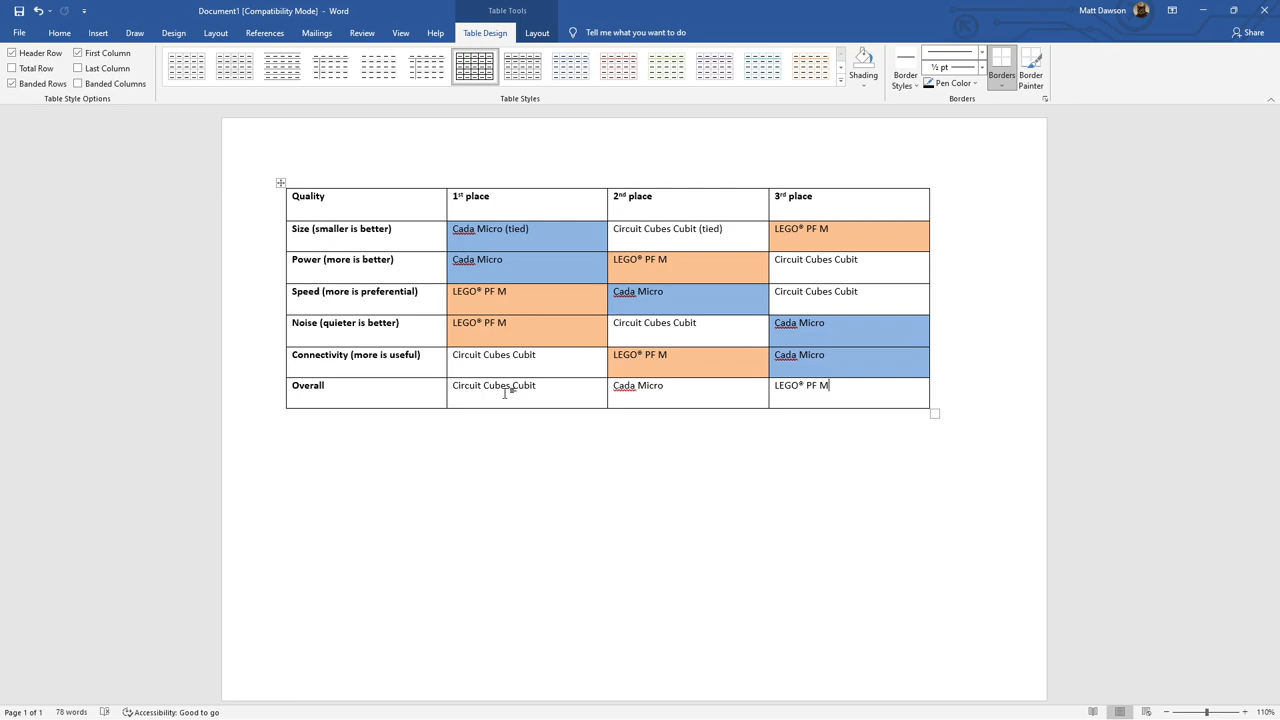 Document1 [Compatibility Mode] - Word
Table Tools
Matt Dawson
File Home Insert Draw Design Layout References Mailings Review View Help Table Design Layout Tell me what you want to do Share
Header Row First Column
Total Row Last Column
Banded Rows Banded Columns
Table Style Options
Table Styles
Shading
Border Styles
½ pt
Pen Color
Borders
Border Painter
Borders
Quality 1st place 2nd place 3rd place
Size (smaller is better) Cada Micro (tied) Circuit Cubes Cubit (tied) LEGO® PF M
Power (more is better) Cada Micro LEGO® PF M Circuit Cubes Cubit
Speed (more is preferential) LEGO® PF M Cada Micro Circuit Cubes Cubit
Noise (quieter is better) LEGO® PF M Circuit Cubes Cubit Cada Micro
Connectivity (more is useful) Circuit Cubes Cubit LEGO® PF M Cada Micro
Overall Circuit Cubes Cubit Cada Micro LEGO® PF M
Page 1 of 1 78 words Accessibility: Good to go 110%